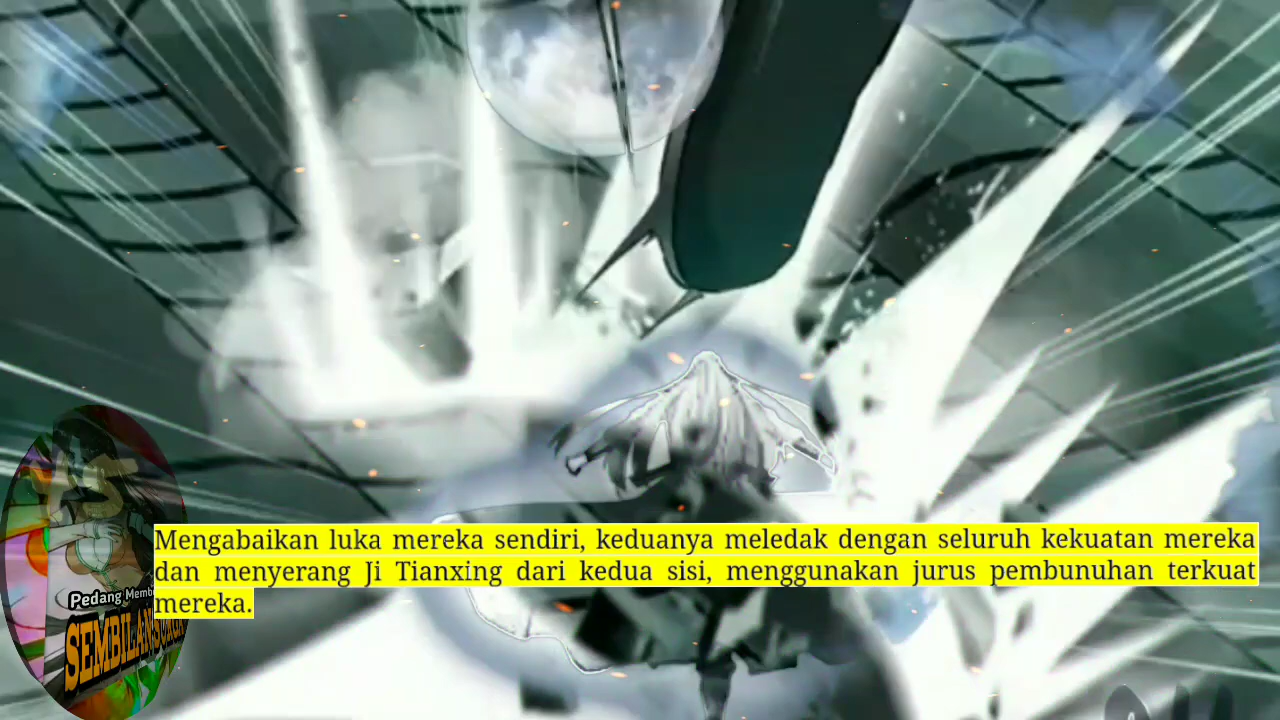 Mengabaikan luka mereka sendiri, keduanya meledak dengan seluruh kekuatan mereka
dan menyerang Ji Tianxing dari kedua sisi, menggunakan jurus pembunuhan terkuat
mereka.
Pedang Memb
SEMBILAN